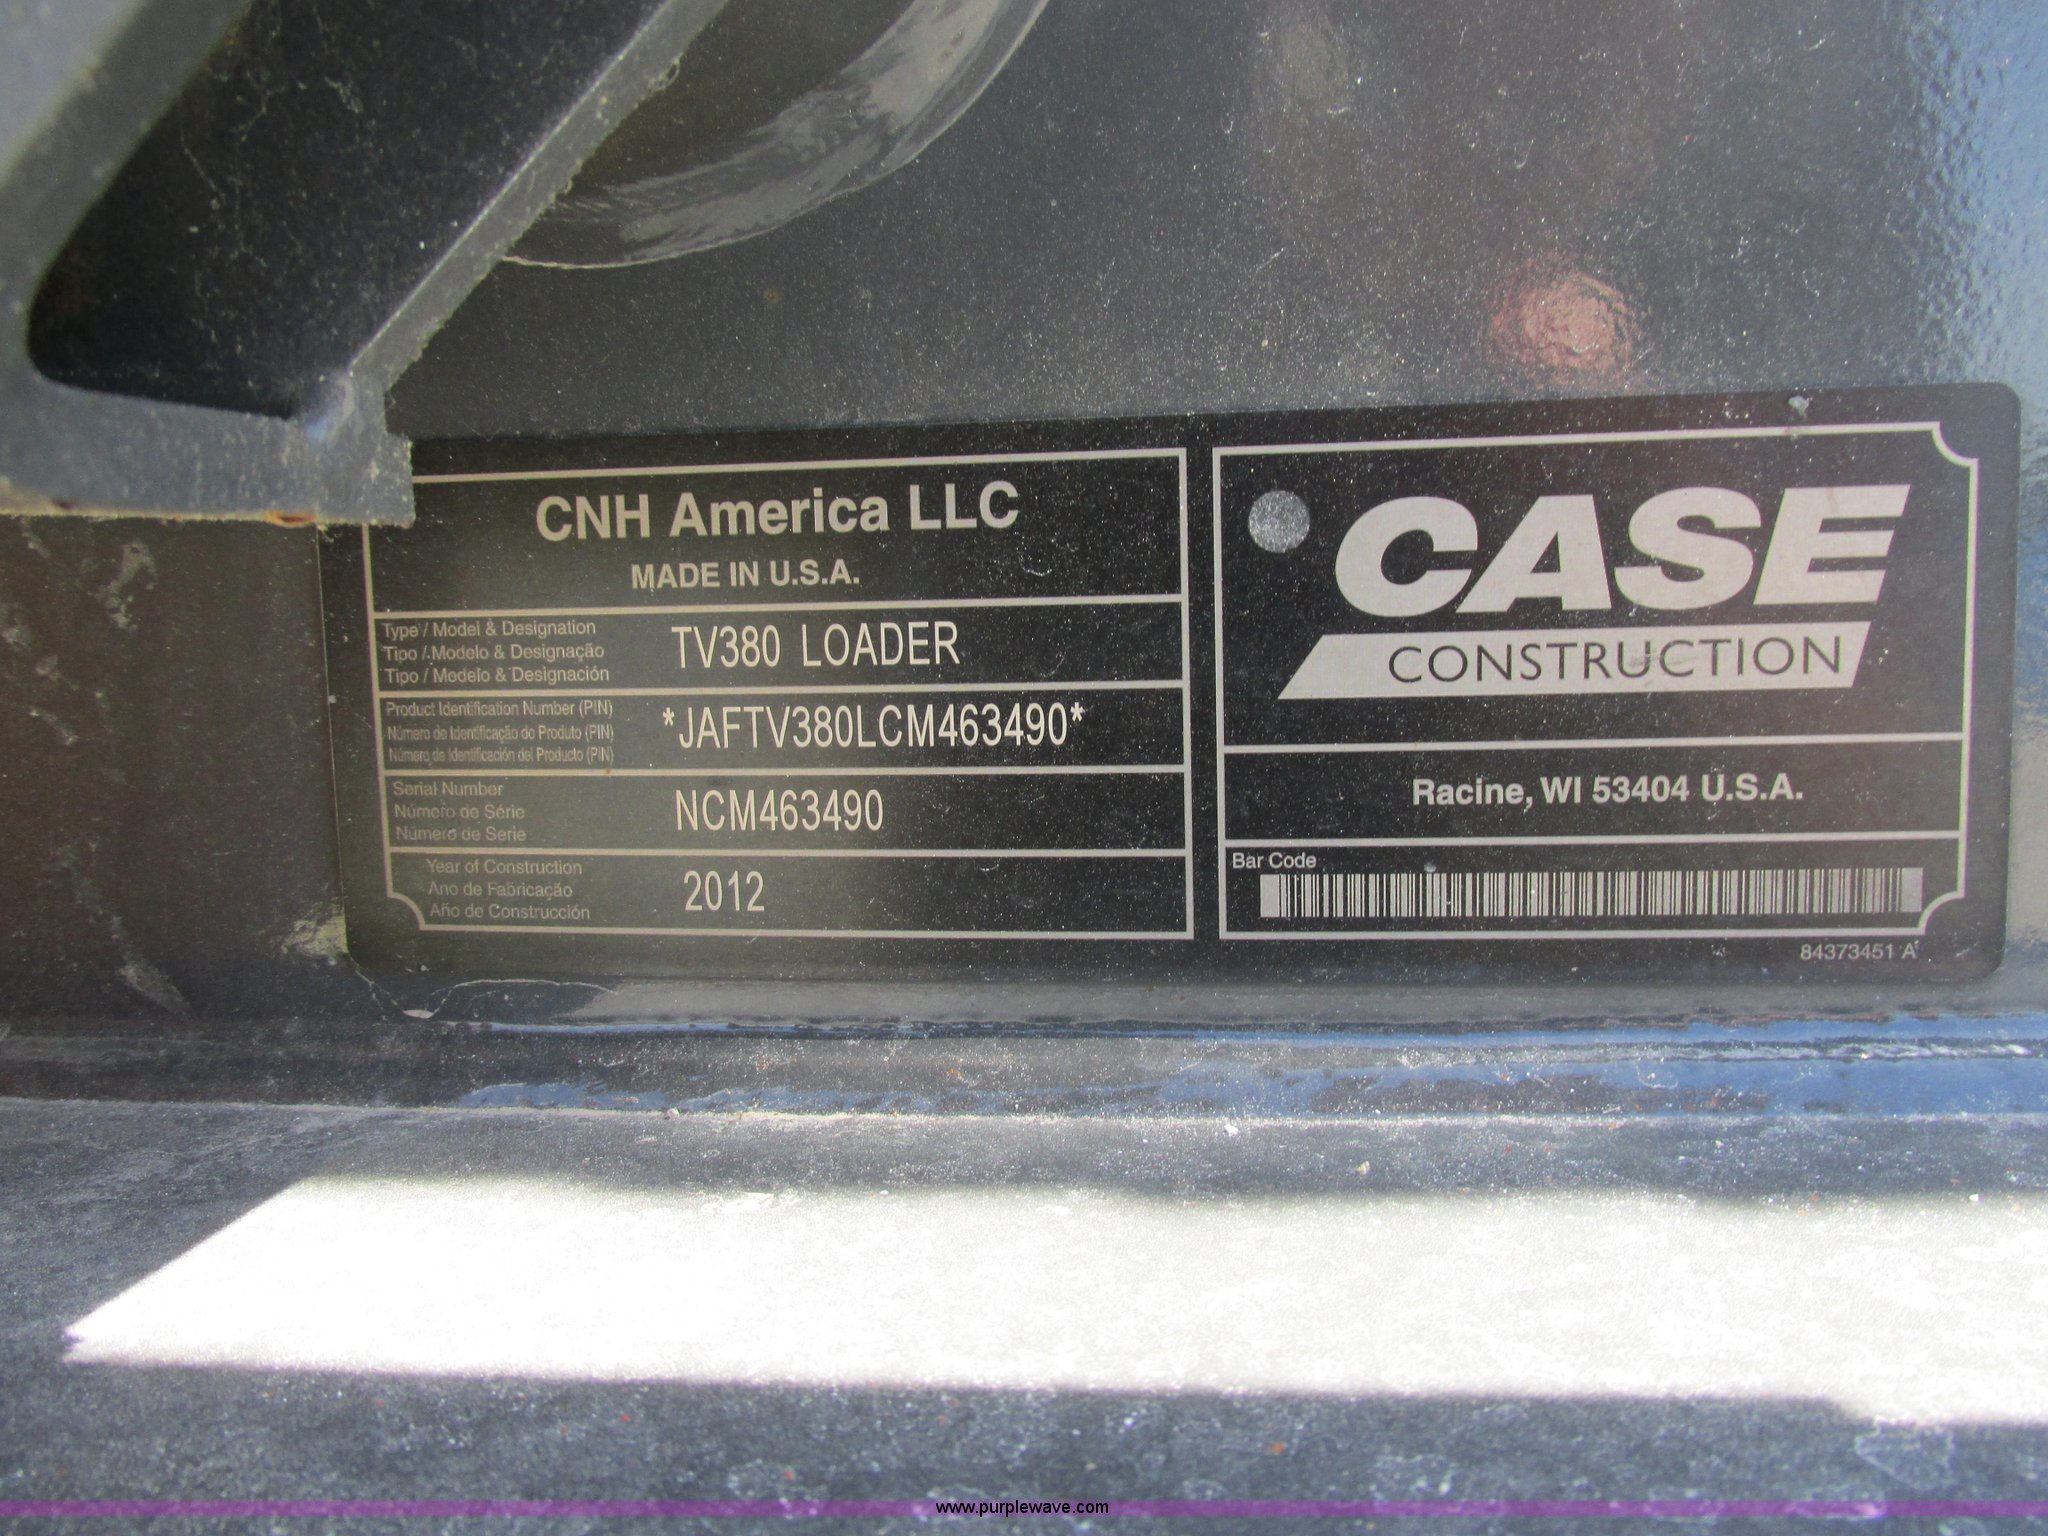 CNH America LLC
MADE IN U.S.A.
Type / Model & Designation
Tipo / Modelo & Designação
Tipo / Modelo & Designación
TV380 LOADER
Product Identification Number (PIN)
Número de Identificação do Produto (PIN)
Número de Identificación del Producto (PIN)
*JAFTV380LCM463490*
Serial Number
Número de Série
Número de Serie
NCM463490
Year of Construction
Ano de Fabricação
Año de Construcción
2012
CASE
CONSTRUCTION
Racine, WI 53404 U.S.A.
Bar Code
84373451 A
www.purplewave.com